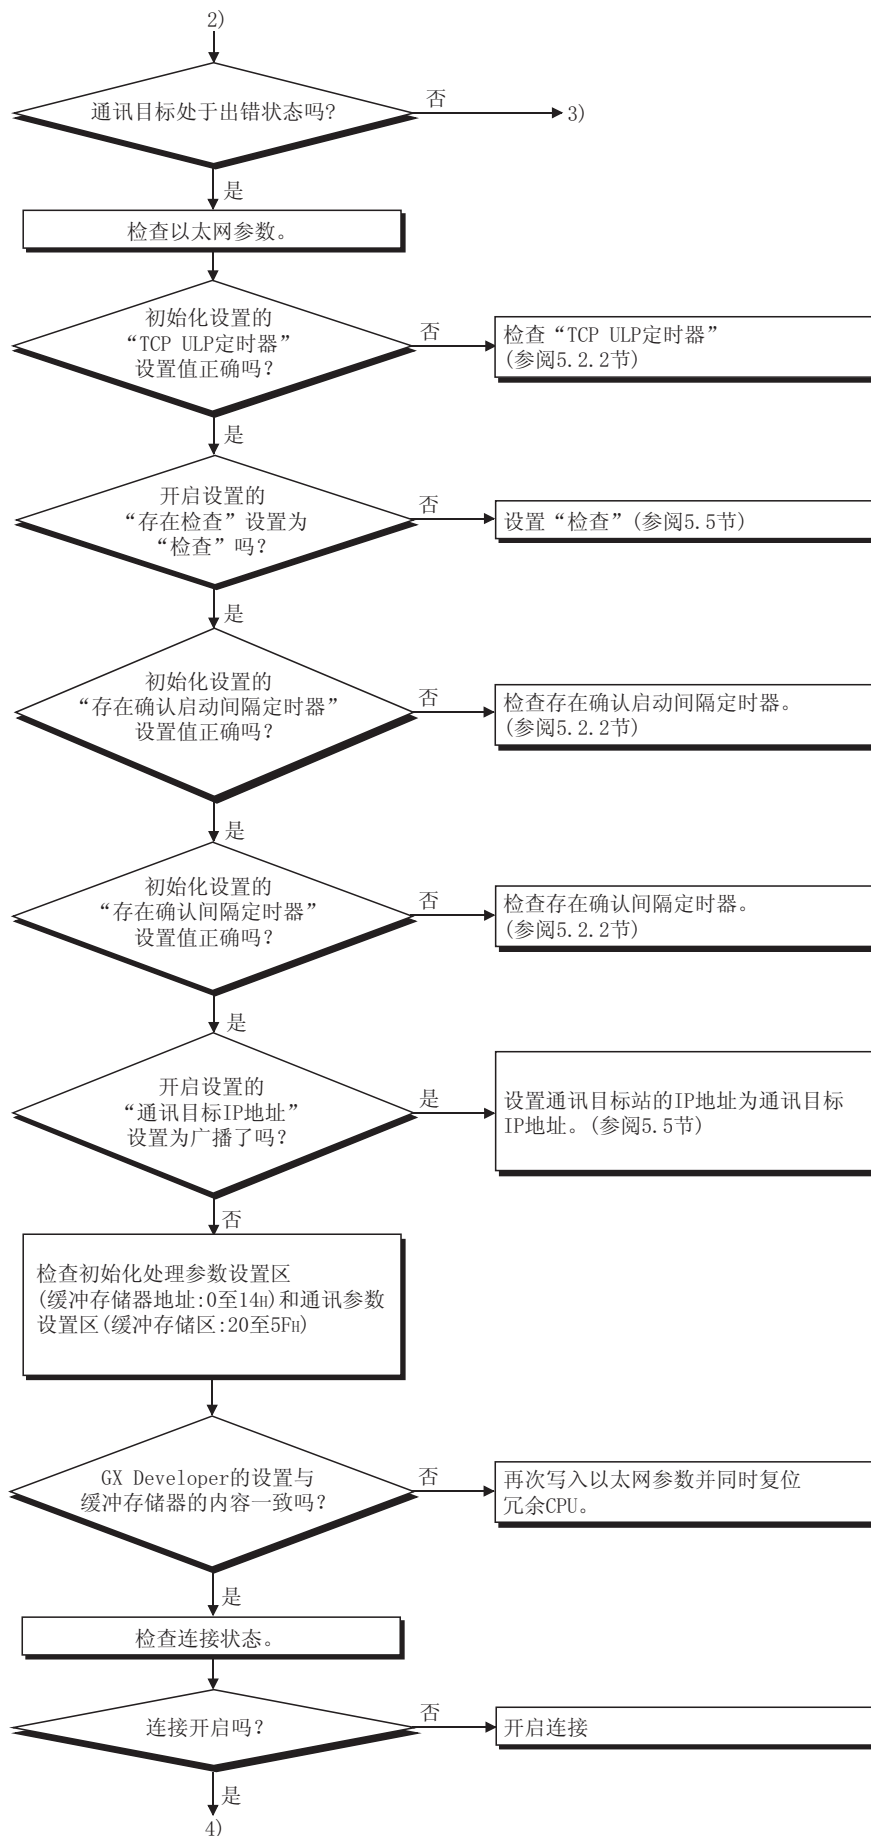 2)
通讯目标处于出错状态吗?
否
3)
是
检查以太网参数。
初始化设置的
“TCP ULP定时器”
设置值正确吗?
否
检查“TCP ULP定时器”
(参阅5.2.2节)
是
开启设置的
“存在检查”设置为
“检查”吗?
否
设置“检查”(参阅5.5节)
是
初始化设置的
“存在确认启动间隔定时器”
设置值正确吗?
否
检查存在确认启动间隔定时器。
(参阅5.2.2节)
是
初始化设置的
“存在确认间隔定时器”
设置值正确吗?
否
检查存在确认间隔定时器。
(参阅5.2.2节)
是
开启设置的
“通讯目标IP地址”
设置为广播了吗?
是
设置通讯目标站的IP地址为通讯目标
IP地址。(参阅5.5节)
否
检查初始化处理参数设置区
(缓冲存储器地址:0至14H)和通讯参数
设置区(缓冲存储区:20至5FH)
GX Developer的设置与
缓冲存储器的内容一致吗?
否
再次写入以太网参数并同时复位
冗余CPU。
是
检查连接状态。
连接开启吗?
否
开启连接
是
4)